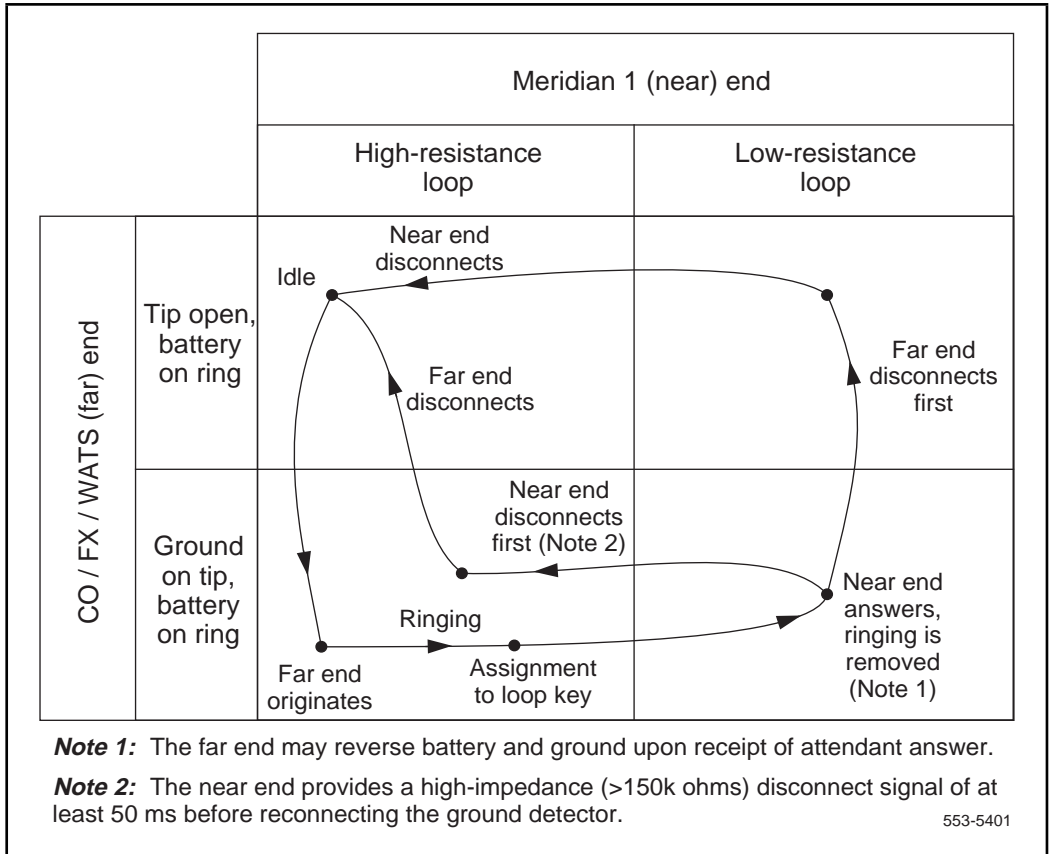 Meridian 1 (near) end
High-resistance
loop
Low-resistance
loop
CO / FX / WATS (far) end
Tip open,
battery
on ring
Idle
Near end
disconnects
Far end
disconnects
Far end
disconnects
first
Ground
on tip,
battery
on ring
Near end
disconnects
first (Note 2)
Ringing
Far end
originates
Assignment
to loop key
Near end
answers,
ringing is
removed
(Note 1)
Note 1: The far end may reverse battery and ground upon receipt of attendant answer.
Note 2: The near end provides a high-impedance (>150k ohms) disconnect signal of at
least 50 ms before reconnecting the ground detector.
553-5401